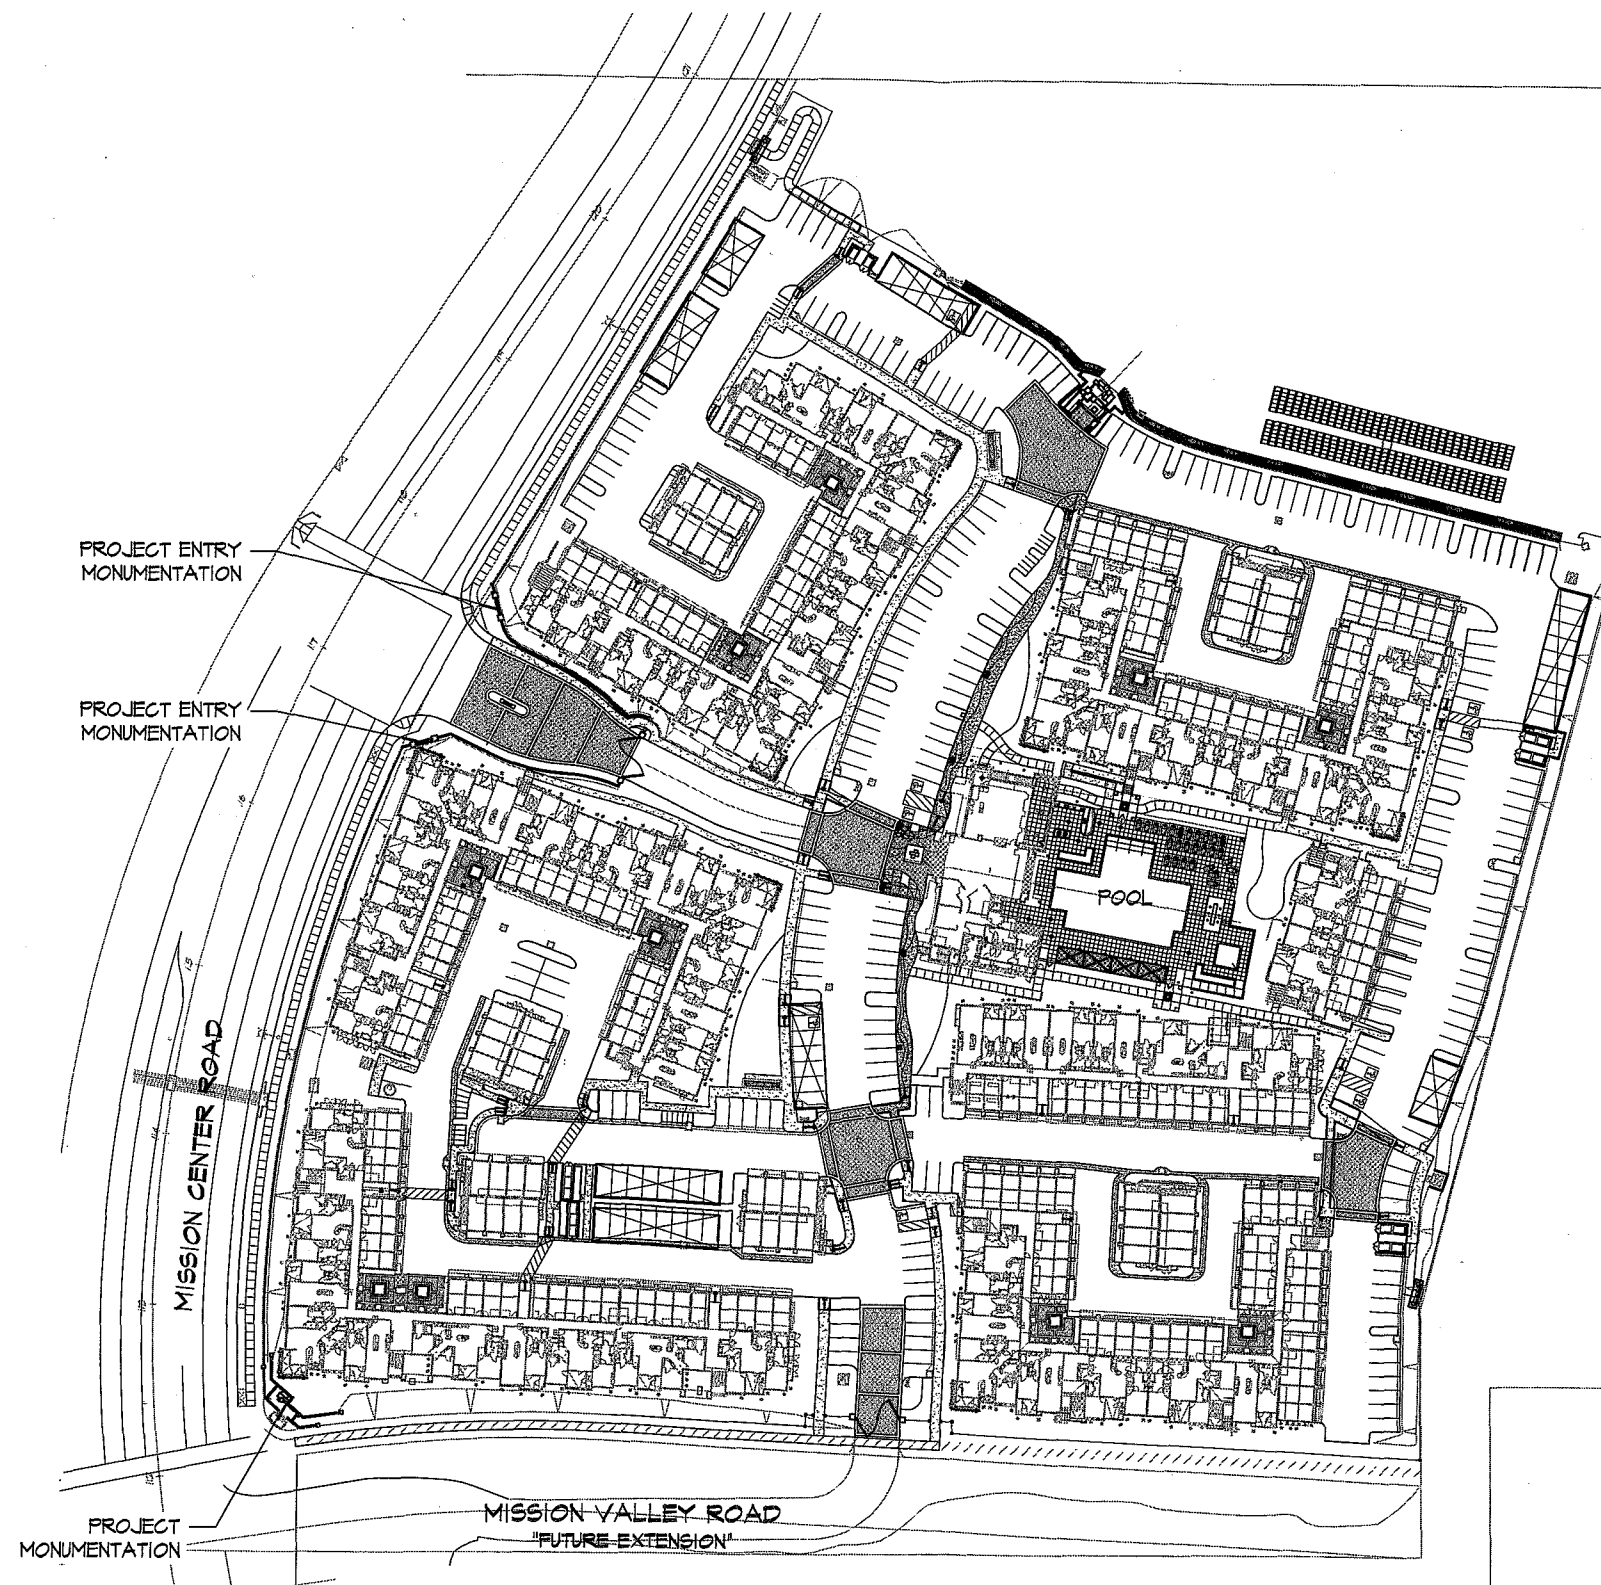 PROJECT ENTRY
MONUMENTATION
PROJECT ENTRY
MONUMENTATION
POOL
MISSION CENTER ROAD
MISSION VALLEY ROAD
"FUTURE EXTENSION"
PROJECT
MONUMENTATION